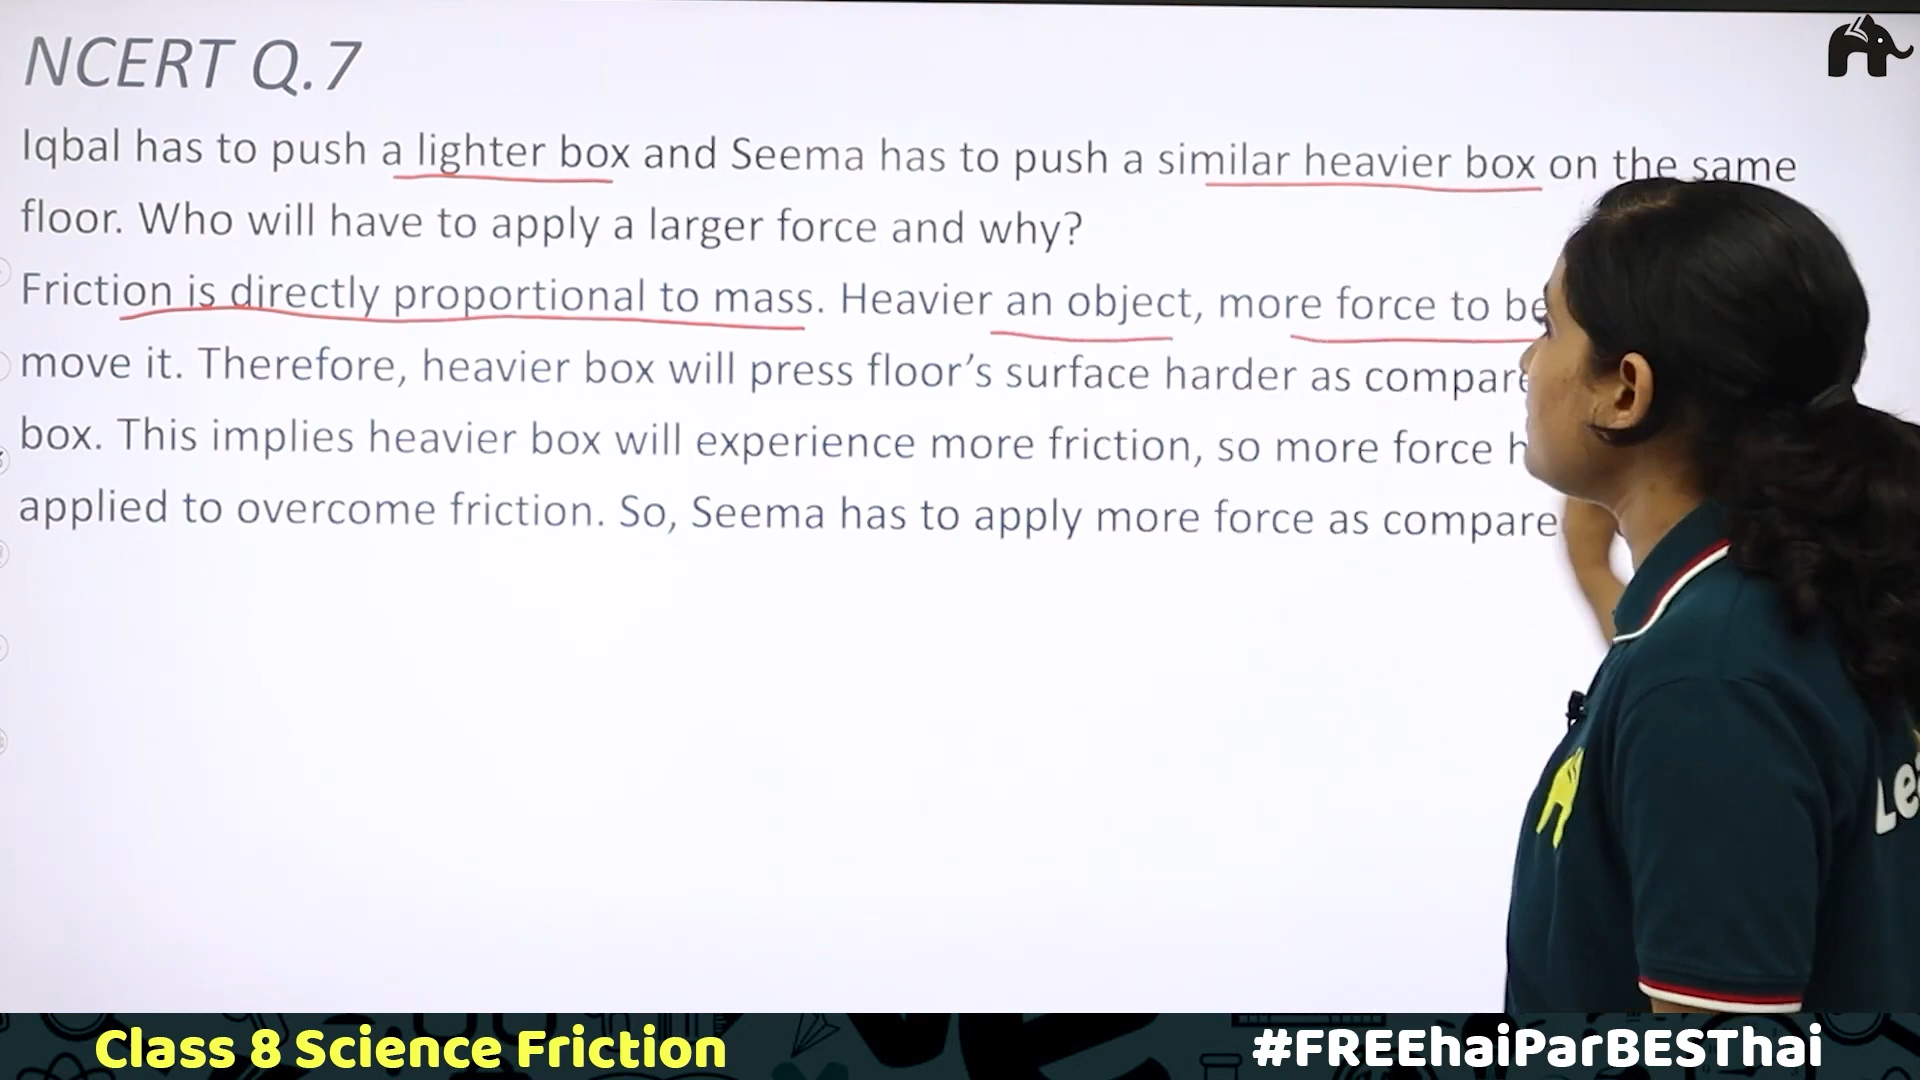 NCERT Q.7
Iqbal has to push a lighter box and Seema has to push a similar heavier box on the same
floor. Who will have to apply a larger force and why?
Friction is directly proportional to mass. Heavier an object, more force to be
move it. Therefore, heavier box will press floor's surface harder as compare
box. This implies heavier box will experience more friction, so more force h
applied to overcome friction. So, Seema has to apply more force as compare
Le
Class 8 Science Friction
#FREEhaiParBESThai